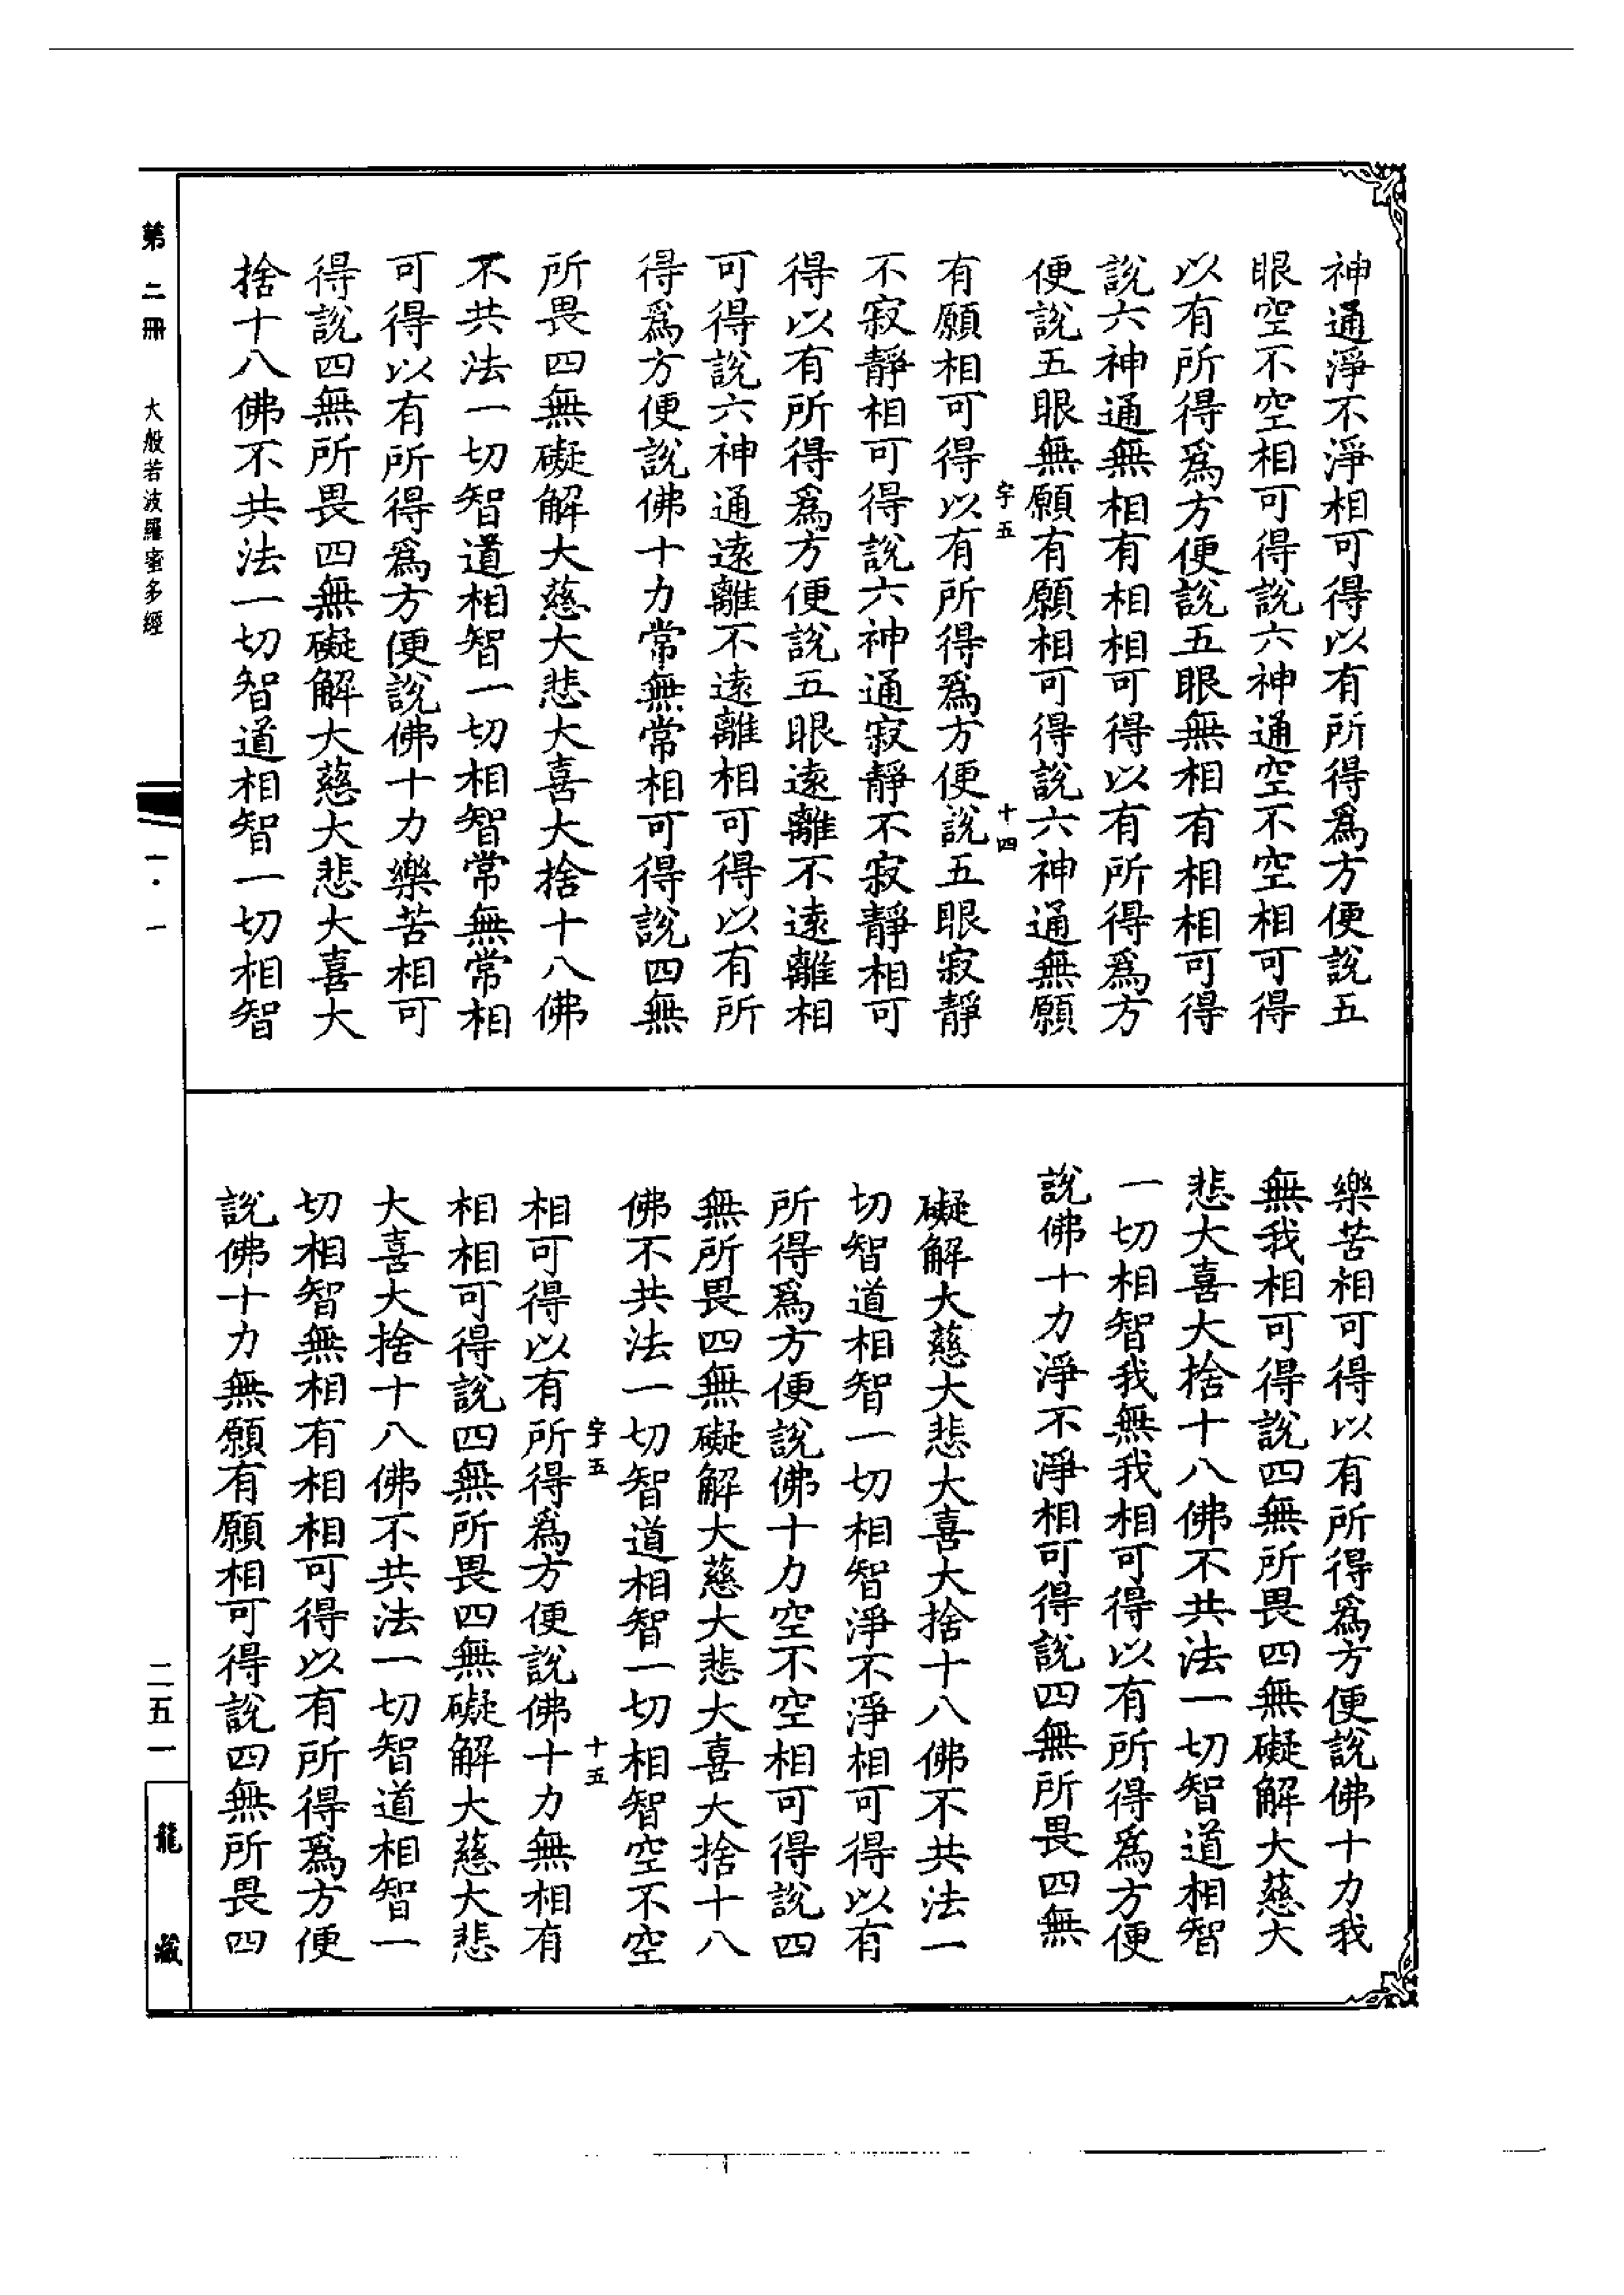 神通淨不淨相可得以有所得爲方便說五
眼空不空相可得說六神通空不空相可得
以有所得爲方便說五眼無相有相相可得
說六神通無相有相相可得以有所得爲方
便說五眼無願有願相可得說六神通無願
宇五 十四
有願相可得以有所得爲方便說五眼寂靜
不寂靜相可得說六神通寂靜不寂靜相可
得以有所得爲方便說五眼遠離不遠離相
可得說六神通遠離不遠離相可得以有所
得爲方便說佛十力常無常相可得說四無
所畏四無礙解大慈大悲大喜大捨十八佛
不共法一切智道相智一切相智常無常相
可得以有所得爲方便說佛十力樂苦相可
得說四無所畏四無礙解大慈大悲大喜大
捨十八佛不共法一切智道相智一切相智
樂苦相可得以有所得爲方便說佛十力我
無我相可得說四無所畏四無礙解大慈大
悲大喜大捨十八佛不共法一切智道相智
一切相智我無我相可得以有所得爲方便
說佛十力淨不淨相可得說四無所畏四無
礙解大慈大悲大喜大捨十八佛不共法一
切智道相智一切相智淨不淨相可得以有
所得爲方便說佛十力空不空相可得說四
無所畏四無礙解大慈大悲大喜大捨十八
佛不共法一切智道相智一切相智空不空
宇五 十五
相可得以有所得爲方便說佛十力無相有
相相可得說四無所畏四無礙解大慈大悲
大喜大捨十八佛不共法一切智道相智一
切相智無相有相相可得以有所得爲方便
說佛十力無願有願相可得說四無所畏四
第二冊 大般若波羅蜜多經 一·一 二五一 龍藏